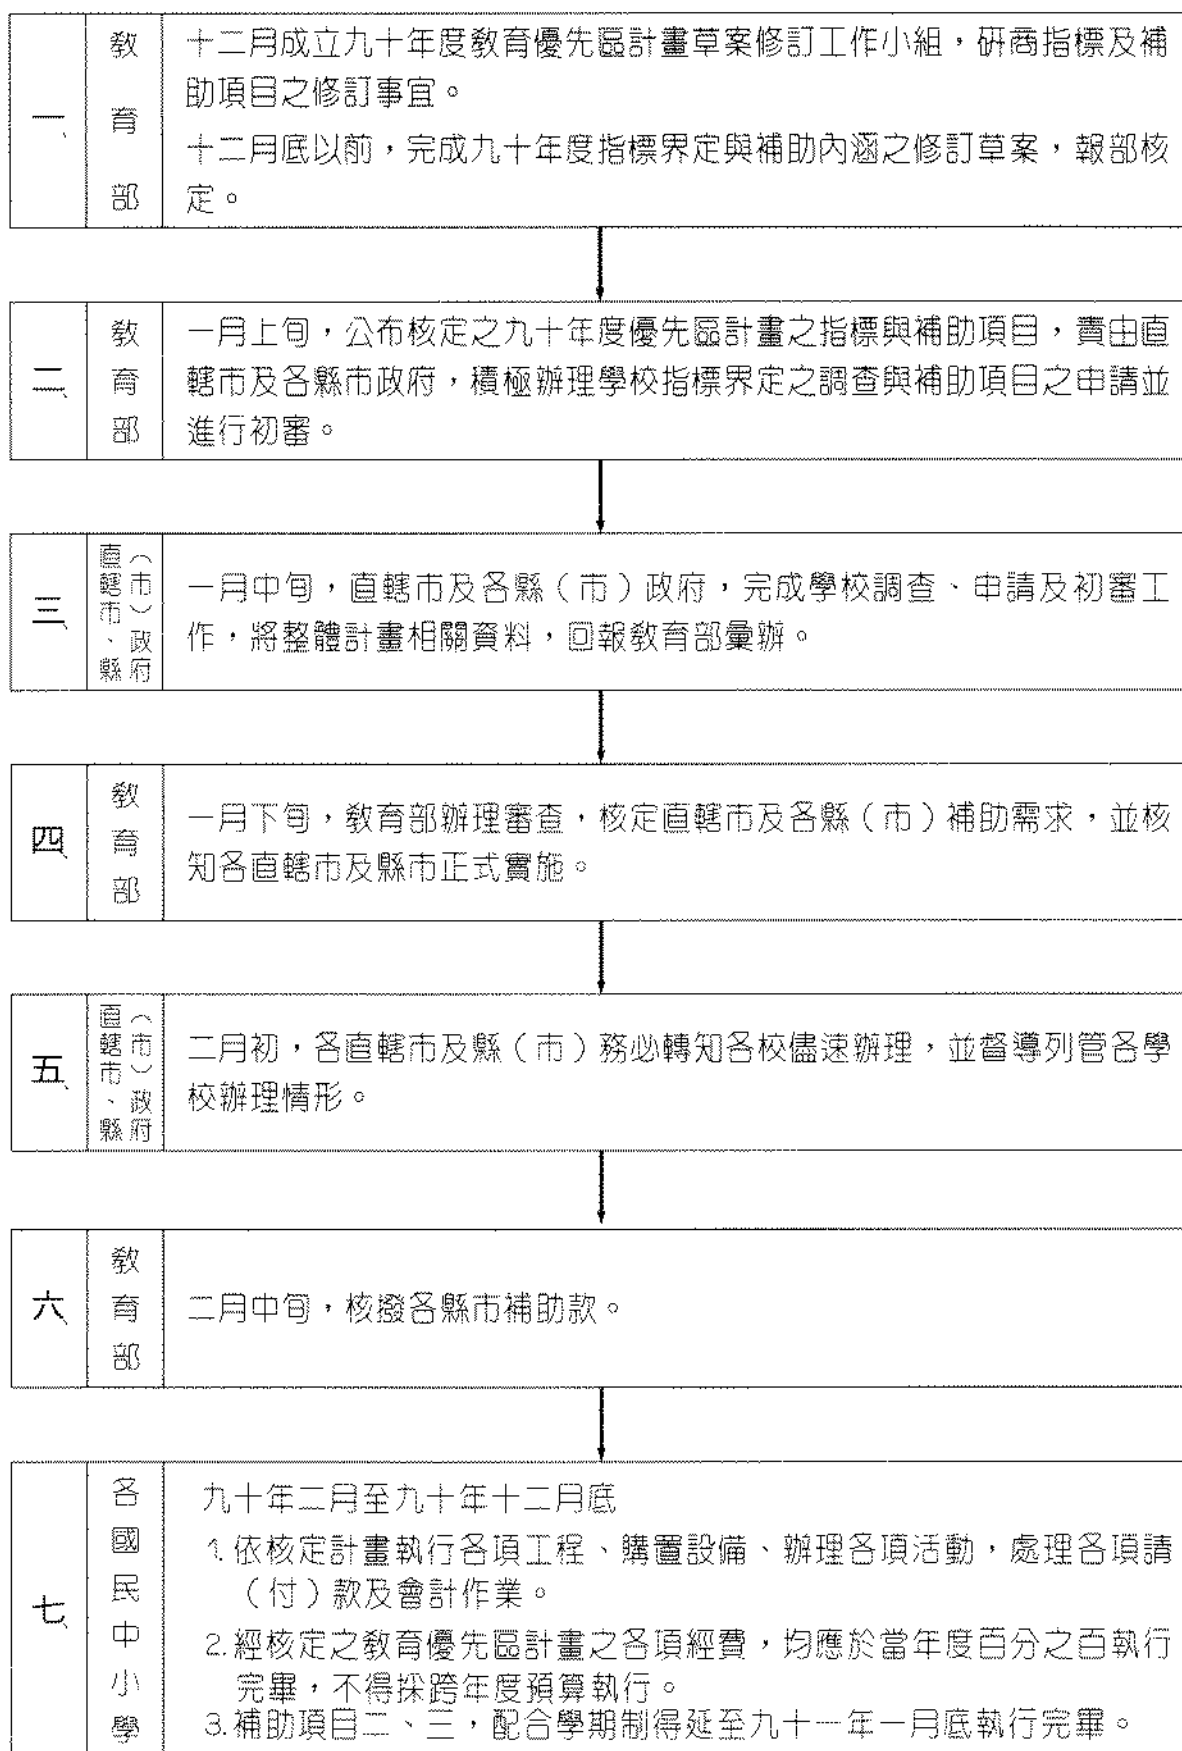 一、
教育部
十二月成立九十年度教育優先區計畫草案修訂工作小組，研商指標及補
助項目之修訂事宜。
十二月底以前，完成九十年度指標界定與補助內涵之修訂草案，報部核
定。
二、
教育部
一月上旬，公布核定之九十年度優先區計畫之指標與補助項目，責由直
轄市及各縣市政府，積極辦理學校指標界定之調查與補助項目之申請並
進行初審。
三、
直轄市、縣
（市）政府
一月中旬，直轄市及各縣（市）政府，完成學校調查、申請及初審工
作，將整體計畫相關資料，回報教育部彙辦。
四、
教育部
一月下旬，教育部辦理審查，核定直轄市及各縣（市）補助需求，並核
知各直轄市及縣市正式實施。
五、
直轄市、縣
（市）政府
二月初，各直轄市及縣（市）務必轉知各校儘速辦理，並督導列管各學
校辦理情形。
六、
教育部
二月中旬，核撥各縣市補助款。
七、
各國民中小學
九十年二月至九十年十二月底
1.依核定計畫執行各項工程、購置設備、辦理各項活動，處理各項請
（付）款及會計作業。
2.經核定之教育優先區計畫之各項經費，均應於當年度百分之百執行
完畢，不得採跨年度預算執行。
3.補助項目二、三，配合學期制得延至九十一年一月底執行完畢。